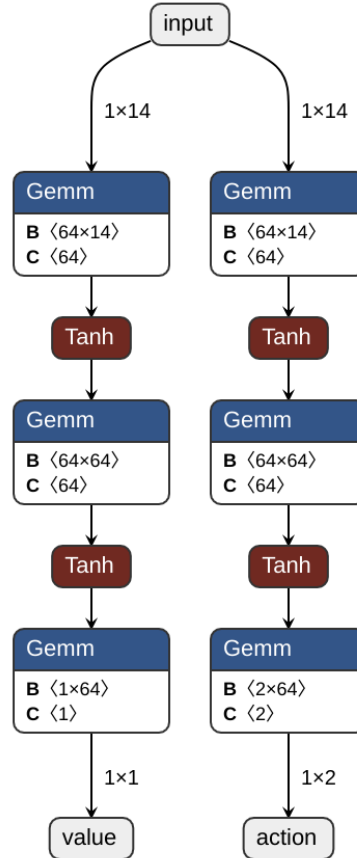 input
1×14
1×14
Gemm
B ⟨64×14⟩
C ⟨64⟩
Gemm
B ⟨64×14⟩
C ⟨64⟩
Tanh
Tanh
Gemm
B ⟨64×64⟩
C ⟨64⟩
Gemm
B ⟨64×64⟩
C ⟨64⟩
Tanh
Tanh
Gemm
B ⟨1×64⟩
C ⟨1⟩
Gemm
B ⟨2×64⟩
C ⟨2⟩
1×1
1×2
value
action